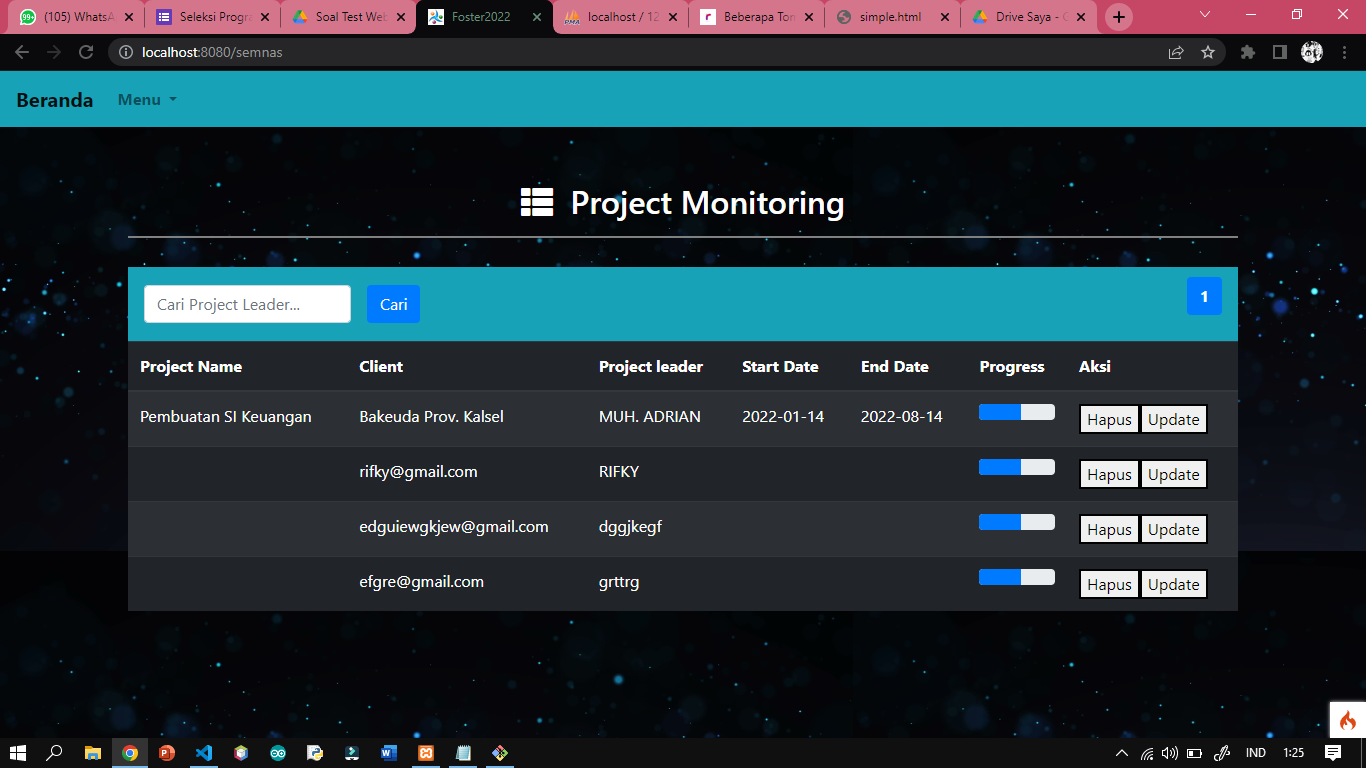 (105) WhatsA
Seleksi Progra
Soal Test Web
Foster2022
localhost / 12
Beberapa Ton
simple.html
Drive Saya - G
localhost:8080/semnas
Beranda Menu
Project Monitoring
Cari Project Leader... Cari 1
Project Name Client Project leader Start Date End Date Progress Aksi
Pembuatan SI Keuangan Bakeuda Prov. Kalsel MUH. ADRIAN 2022-01-14 2022-08-14 Hapus Update
rifky@gmail.com RIFKY Hapus Update
edguiewgkjew@gmail.com dggjkegf Hapus Update
efgre@gmail.com grttrg Hapus Update
IND 1:25